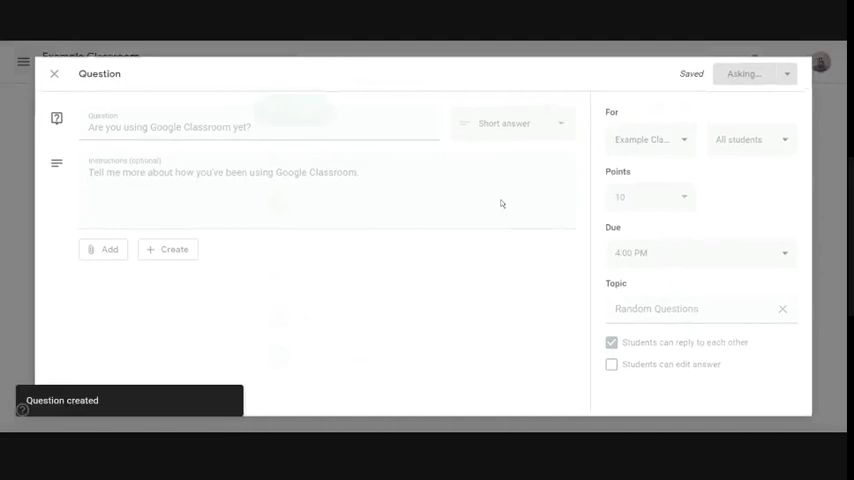 Example Classroom
Question
Saved
Asking...
Question
Are you using Google Classroom yet?
Short answer
Instructions (optional)
Tell me more about how you've been using Google Classroom.
Add
Create
For
Example Cla...
All students
Points
10
Due
4:00 PM
Topic
Random Questions
Students can reply to each other
Students can edit answer
Question created